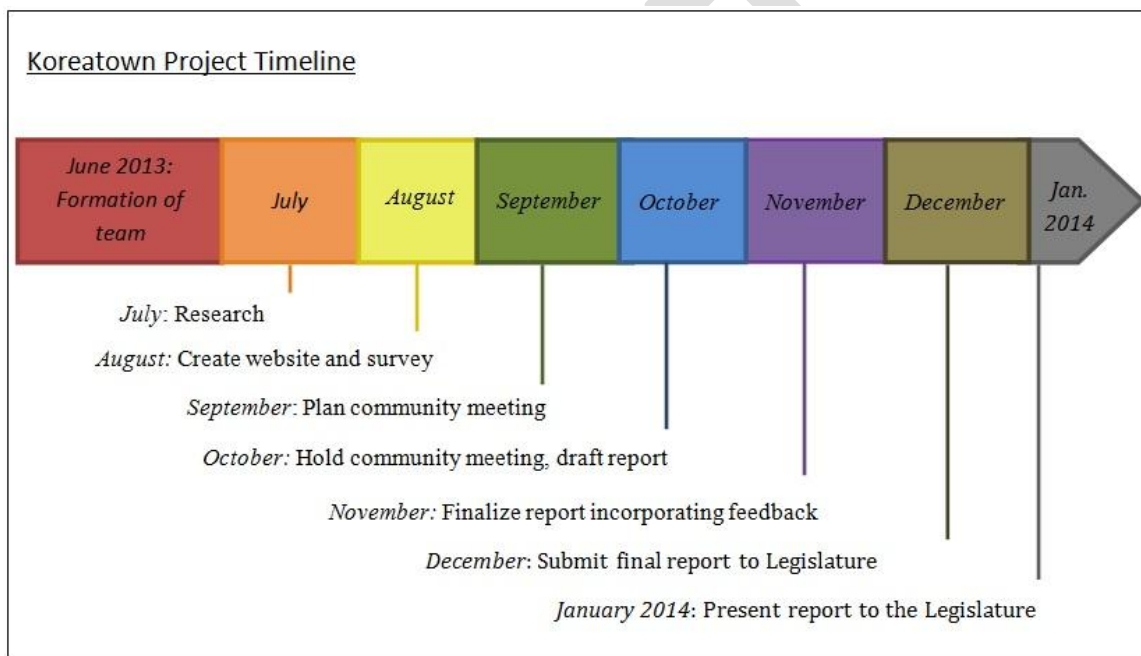 Koreatown Project Timeline
June 2013:
Formation of
team
July
August
September
October
November
December
Jan.
2014
July: Research
August: Create website and survey
September: Plan community meeting
October: Hold community meeting, draft report
November: Finalize report incorporating feedback
December: Submit final report to Legislature
January 2014: Present report to the Legislature